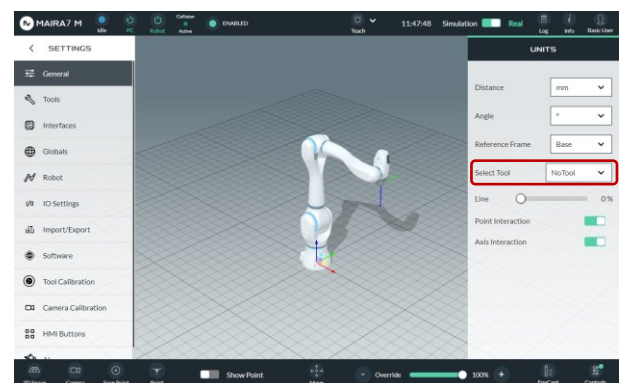 MAIRA7 M
Idle
PC
Robot
Collision
Active
ENABLED
Teach
11:47:48
Simulation
Real
Log
Info
Basic User
SETTINGS
General
Tools
Interfaces
Globals
Robot
IO Settings
Import/Export
Software
Tool Calibration
Camera Calibration
HMI Buttons
UNITS
Distance mm
Angle °
Reference Frame Base
Select Tool NoTool
Line 0 %
Point Interaction
Axis Interaction
Show Point
Override 100%